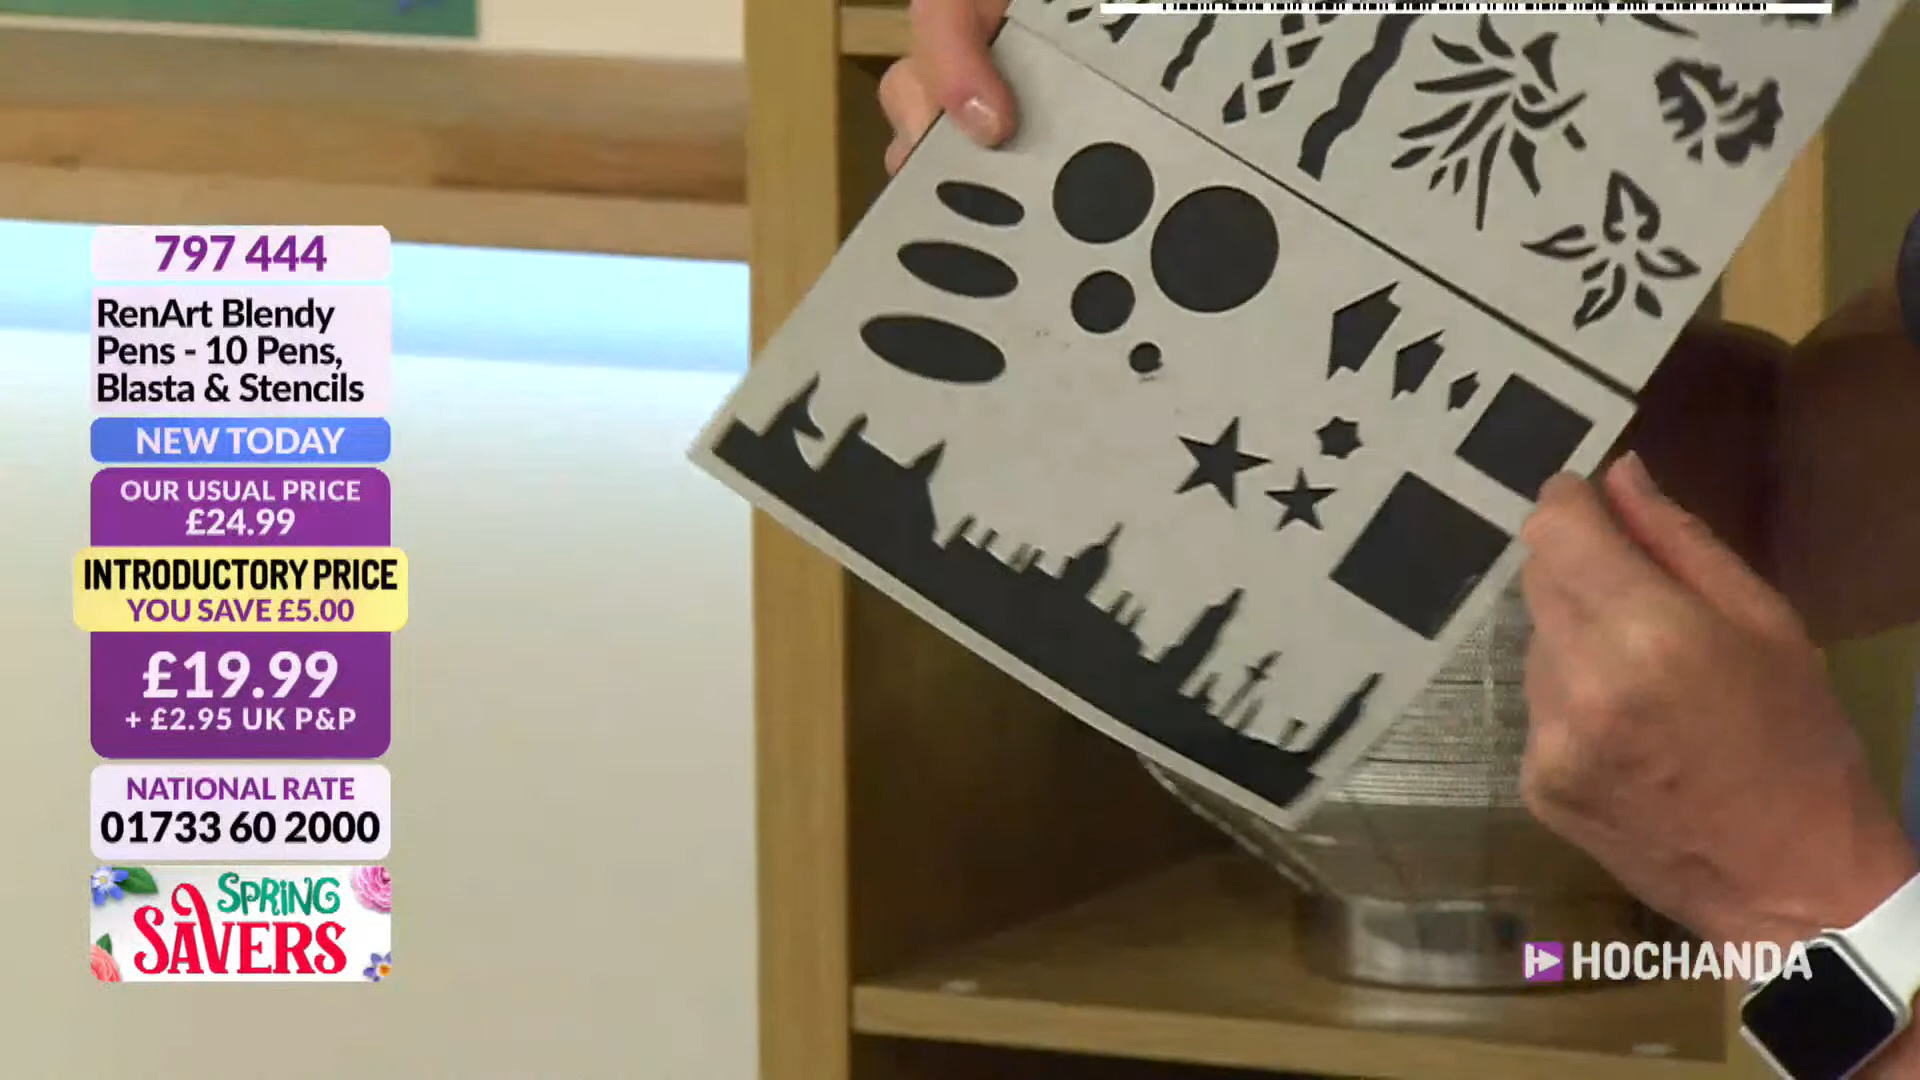 797 444
RenArt Blendy
Pens - 10 Pens,
Blasta & Stencils
NEW TODAY
OUR USUAL PRICE
£24.99
INTRODUCTORY PRICE
YOU SAVE £5.00
£19.99
+ £2.95 UK P&P
NATIONAL RATE
01733 60 2000
SPRiNG
SAVERS
HOCHANDA